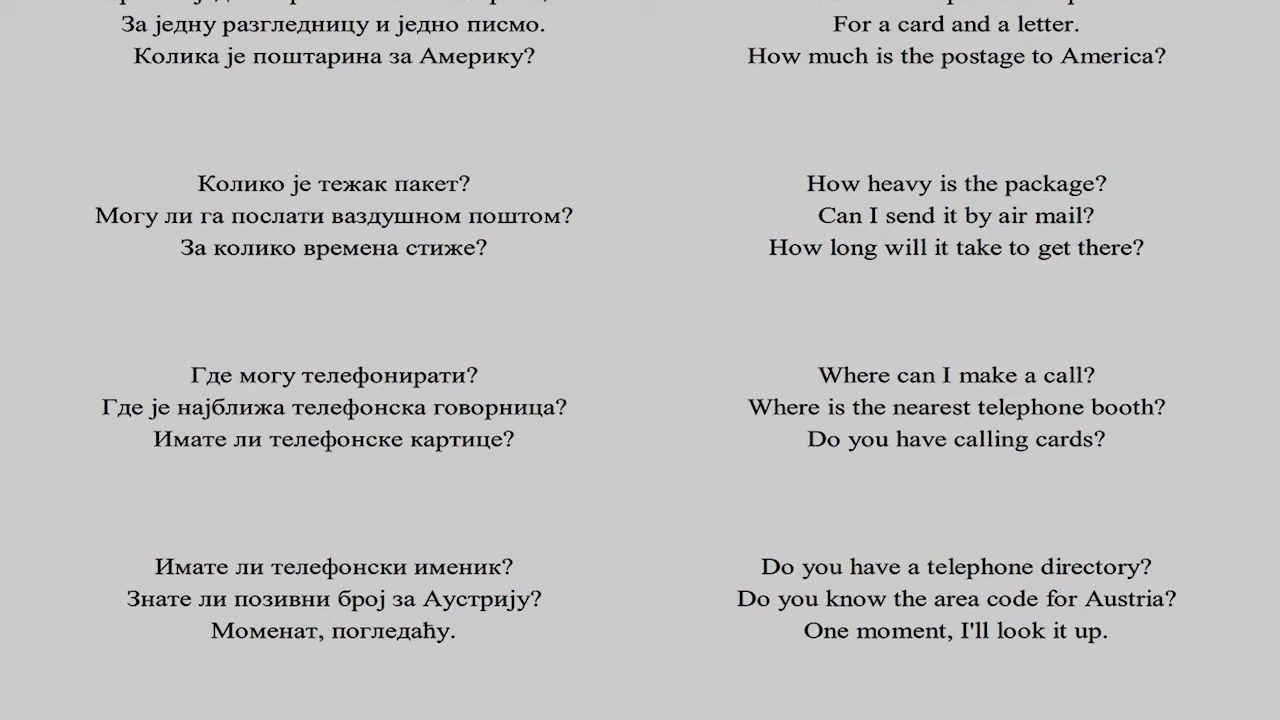 За једну разгледницу и једно писмо.
Колика је поштарина за Америку?
Колико је тежак пакет?
Могу ли га послати ваздушном поштом?
За колико времена стиже?
Где могу телефонирати?
Где је најближа телефонска говорница?
Имате ли телефонске картице?
Имате ли телефонски именик?
Знате ли позивни број за Аустрију?
Моменат, погледаћу.
For a card and a letter.
How much is the postage to America?
How heavy is the package?
Can I send it by air mail?
How long will it take to get there?
Where can I make a call?
Where is the nearest telephone booth?
Do you have calling cards?
Do you have a telephone directory?
Do you know the area code for Austria?
One moment, I'll look it up.